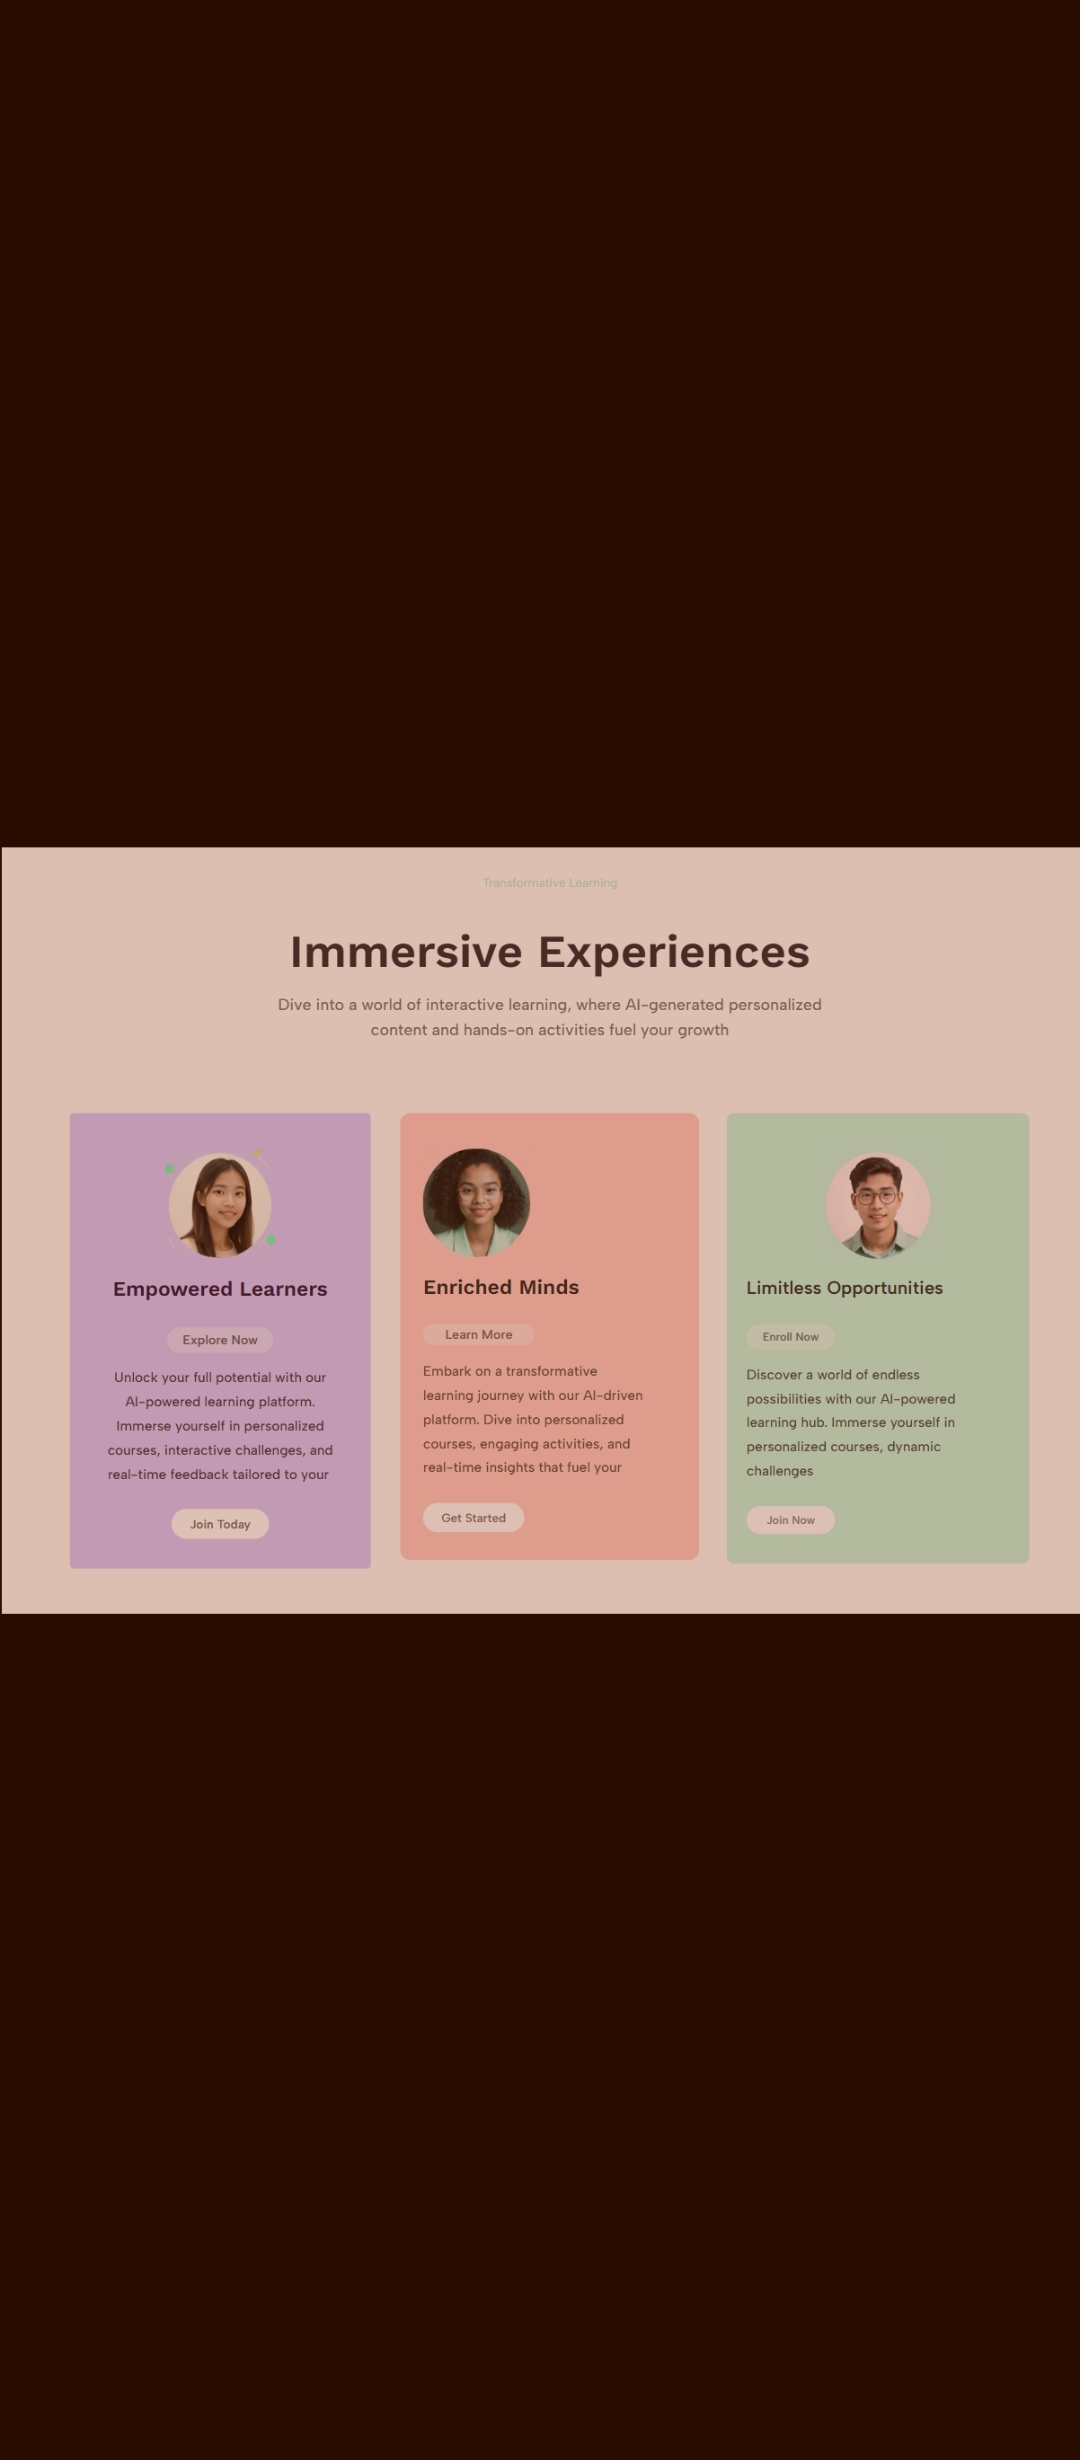 Transformative Learning
Immersive Experiences
Dive into a world of interactive learning, where AI-generated personalized
content and hands-on activities fuel your growth
Empowered Learners
Explore Now
Unlock your full potential with our
AI-powered learning platform.
Immerse yourself in personalized
courses, interactive challenges, and
real-time feedback tailored to your
Join Today
Enriched Minds
Learn More
Embark on a transformative
learning journey with our AI-driven
platform. Dive into personalized
courses, engaging activities, and
real-time insights that fuel your
Get Started
Limitless Opportunities
Enroll Now
Discover a world of endless
possibilities with our AI-powered
learning hub. Immerse yourself in
personalized courses, dynamic
challenges
Join Now